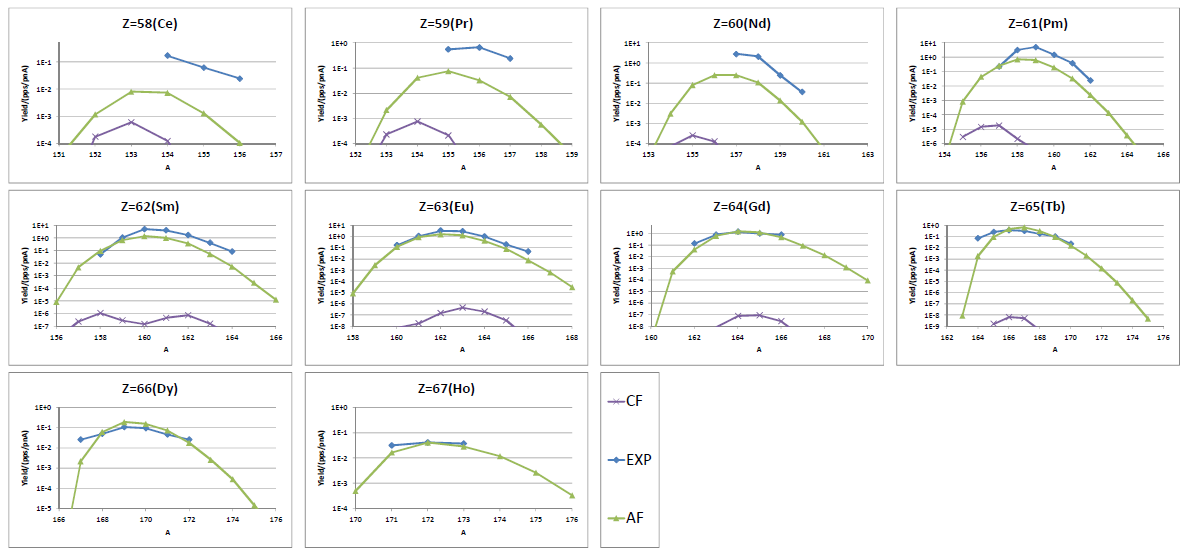 Z=58(Ce)
Yield/(pps/pnA)
1E-1
1E-2
1E-3
1E-4
151 152 153 154 155 156 157
A
Z=59(Pr)
Yield/(pps/pnA)
1E+0
1E-1
1E-2
1E-3
1E-4
152 153 154 155 156 157 158 159
A
Z=60(Nd)
Yield/(pps/pnA)
1E+1
1E+0
1E-1
1E-2
1E-3
1E-4
153 155 157 159 161 163
A
Z=61(Pm)
Yield/(pps/pnA)
1E+1
1E+0
1E-1
1E-2
1E-3
1E-4
1E-5
1E-6
154 156 158 160 162 164 166
A
Z=62(Sm)
Yield/(pps/pnA)
1E+1
1E+0
1E-1
1E-2
1E-3
1E-4
1E-5
1E-6
1E-7
156 158 160 162 164 166
A
Z=63(Eu)
Yield/(pps/pnA)
1E+1
1E+0
1E-1
1E-2
1E-3
1E-4
1E-5
1E-6
1E-7
1E-8
158 160 162 164 166 168
A
Z=64(Gd)
Yield/(pps/pnA)
1E+0
1E-1
1E-2
1E-3
1E-4
1E-5
1E-6
1E-7
1E-8
160 162 164 166 168 170
A
Z=65(Tb)
Yield/(pps/pnA)
1E+0
1E-1
1E-2
1E-3
1E-4
1E-5
1E-6
1E-7
1E-8
1E-9
162 164 166 168 170 172 174 176
A
Z=66(Dy)
Yield/(pps/pnA)
1E+0
1E-1
1E-2
1E-3
1E-4
1E-5
166 168 170 172 174 176
A
Z=67(Ho)
Yield/(pps/pnA)
1E+0
1E-1
1E-2
1E-3
1E-4
170 171 172 173 174 175 176
A
CF
EXP
AF